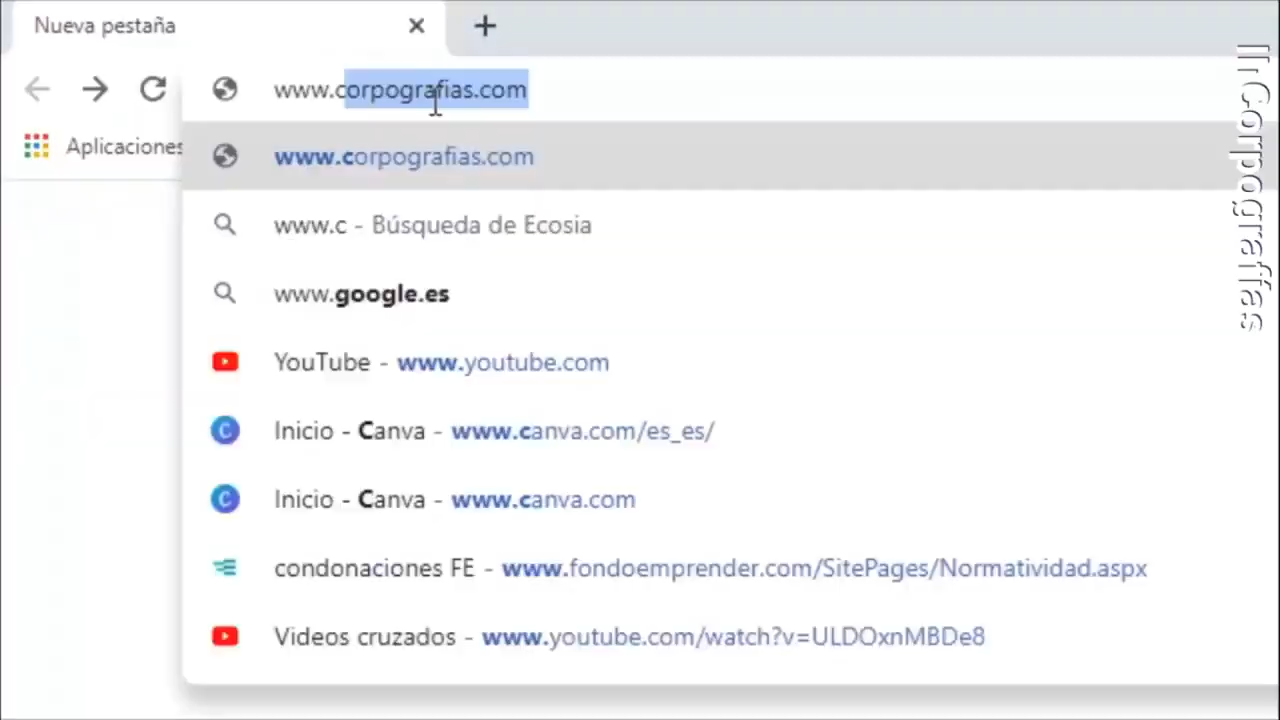 Nueva pestaña
www.corpografias.com
Aplicaciones
www.corpografias.com
www.c - Búsqueda de Ecosia
www.google.es
YouTube - www.youtube.com
Inicio - Canva - www.canva.com/es_es/
Inicio - Canva - www.canva.com
condonaciones FE - www.fondoemprender.com/SitePages/Normatividad.aspx
Videos cruzados - www.youtube.com/watch?v=ULDOxnMBDe8
Corpografías